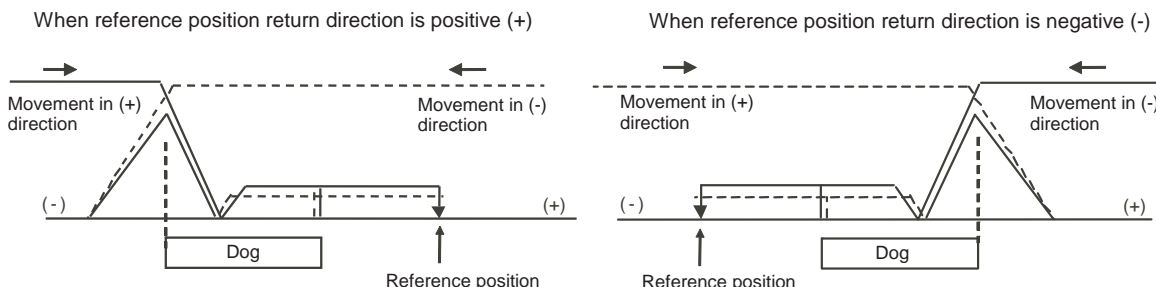 When reference position return direction is positive (+)
Movement in (+)
direction
Movement in (-)
direction
(-)
(+)
Dog
Reference position
When reference position return direction is negative (-)
Movement in (+)
direction
Movement in (-)
direction
(-)
(+)
Dog
Reference position